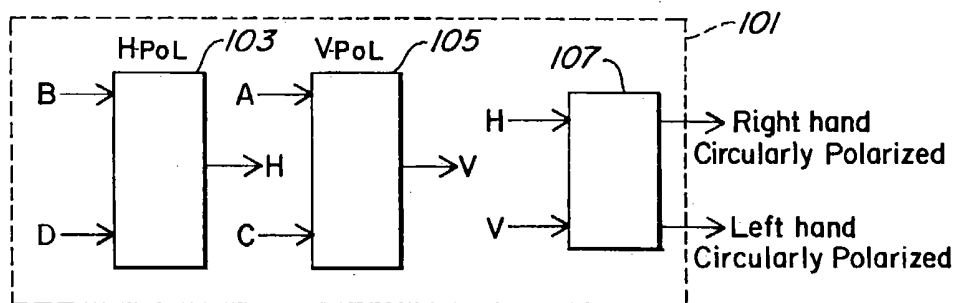 H-PoL 103
V-PoL 105
101
107
B
A
H
Right hand
Circularly Polarized
H
V
D
C
V
Left hand
Circularly Polarized